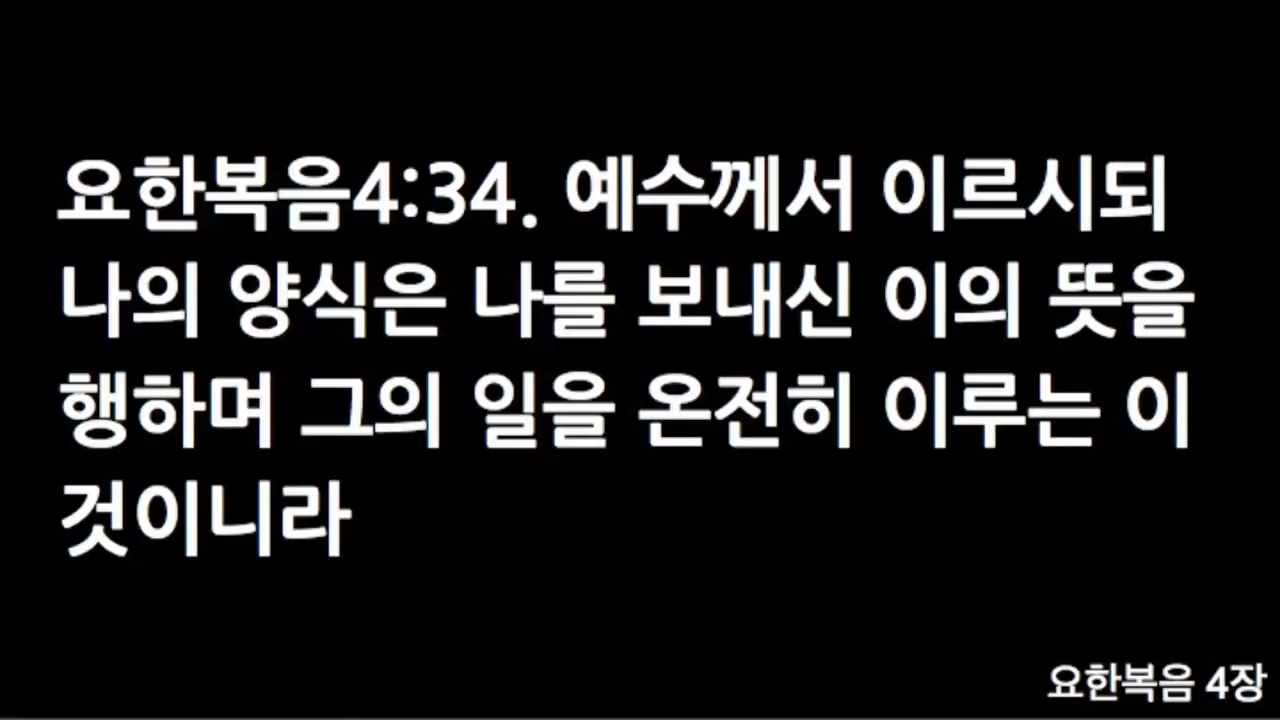 요한복음4:34. 예수께서 이르시되
나의 양식은 나를 보내신 이의 뜻을
행하며 그의 일을 온전히 이루는 이
것이니라
요한복음 4장